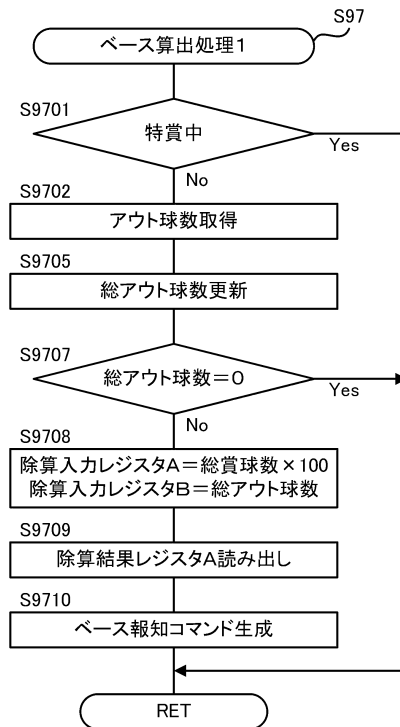 S97
ベース算出処理1
S9701
特賞中
Yes
No
S9702
アウト球数取得
S9705
総アウト球数更新
S9707
総アウト球数=0
Yes
No
S9708
除算入力レジスタA=総賞球数×100
除算入力レジスタB=総アウト球数
S9709
除算結果レジスタA読み出し
S9710
ベース報知コマンド生成
RET